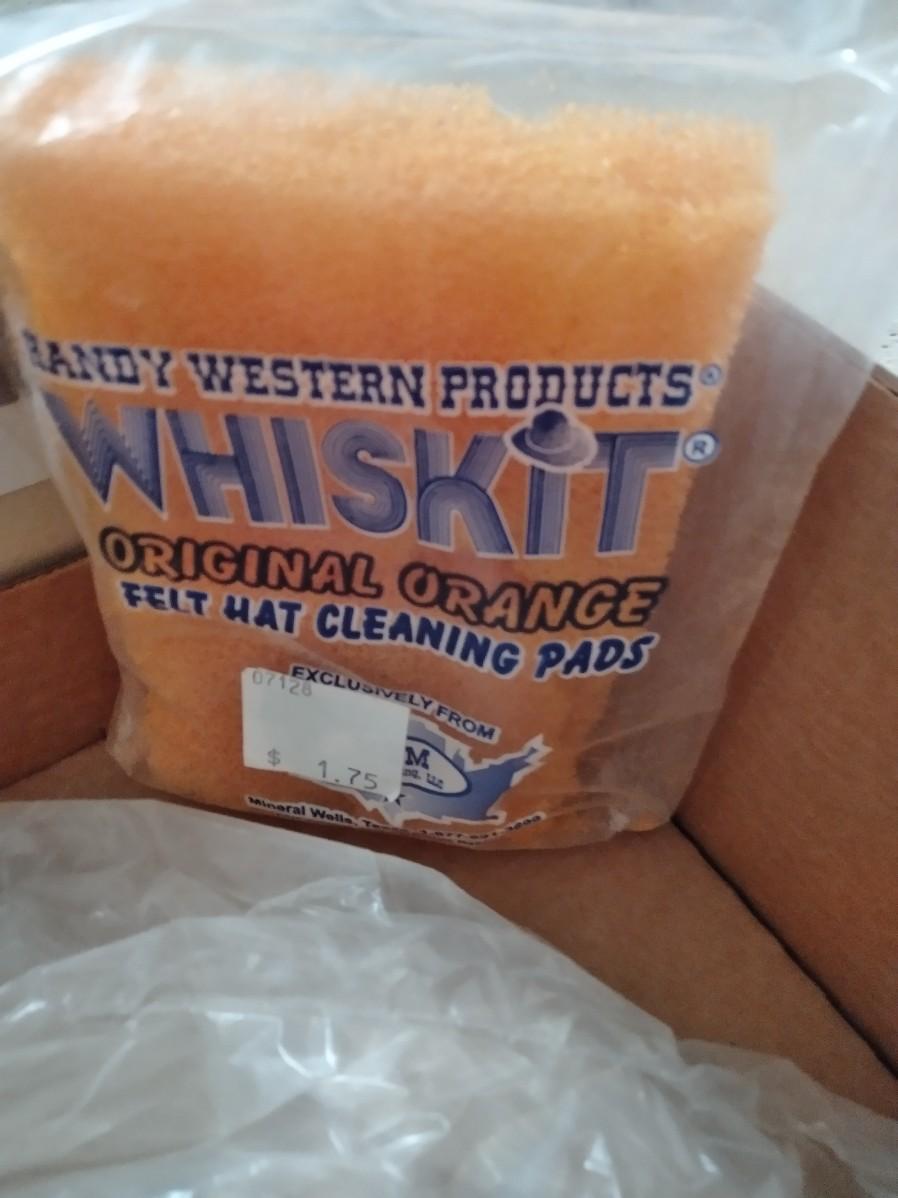 RANDY WESTERN PRODUCTS®
WHISKIT®
ORIGINAL ORANGE
FELT HAT CLEANING PADS
07128
EXCLUSIVELY FROM
M
$ 1.75
Mineral Wells,